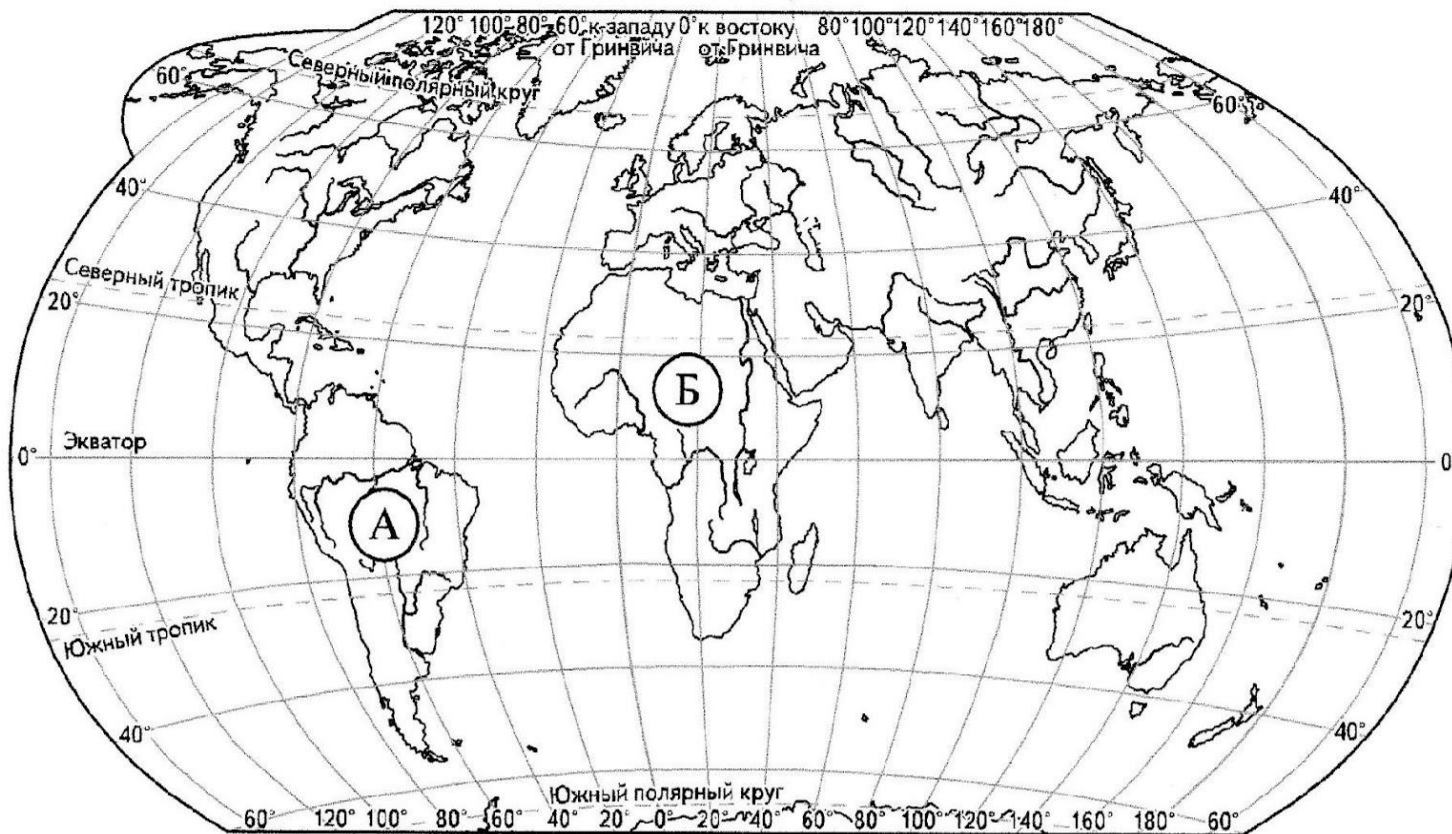 120° 100° 80° 60° к западу 0° к востоку 80° 100° 120° 140° 160° 180°
от Гринвича от Гринвича
Северный полярный круг
60° 60°
40° 40°
Северный тропик
20° 20°
Б
Экватор
0° 0
А
20° 20°
Южный тропик
40° 40°
Южный полярный круг
60° 120° 100° 80° 60° 40° 20° 0° 20° 40° 60° 80° 100° 120° 140° 160° 180° 60°